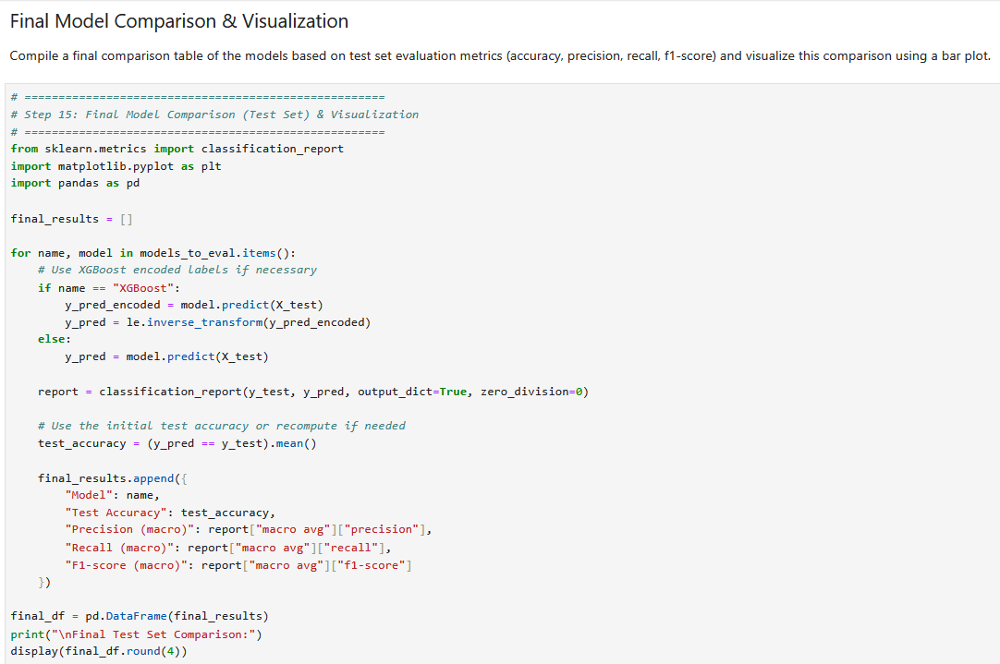 Final Model Comparison & Visualization
Compile a final comparison table of the models based on test set evaluation metrics (accuracy, precision, recall, f1-score) and visualize this comparison using a bar plot.
# =====================================================
# Step 15: Final Model Comparison (Test Set) & Visualization
# =====================================================
from sklearn.metrics import classification_report
import matplotlib.pyplot as plt
import pandas as pd
final_results = []
for name, model in models_to_eval.items():
    # Use XGBoost encoded labels if necessary
    if name == "XGBoost":
        y_pred_encoded = model.predict(X_test)
        y_pred = le.inverse_transform(y_pred_encoded)
    else:
        y_pred = model.predict(X_test)
    report = classification_report(y_test, y_pred, output_dict=True, zero_division=0)
    # Use the initial test accuracy or recompute if needed
    test_accuracy = (y_pred == y_test).mean()
    final_results.append({
        "Model": name,
        "Test Accuracy": test_accuracy,
        "Precision (macro)": report["macro avg"]["precision"],
        "Recall (macro)": report["macro avg"]["recall"],
        "F1-score (macro)": report["macro avg"]["f1-score"]
    })
final_df = pd.DataFrame(final_results)
print("\nFinal Test Set Comparison:")
display(final_df.round(4))